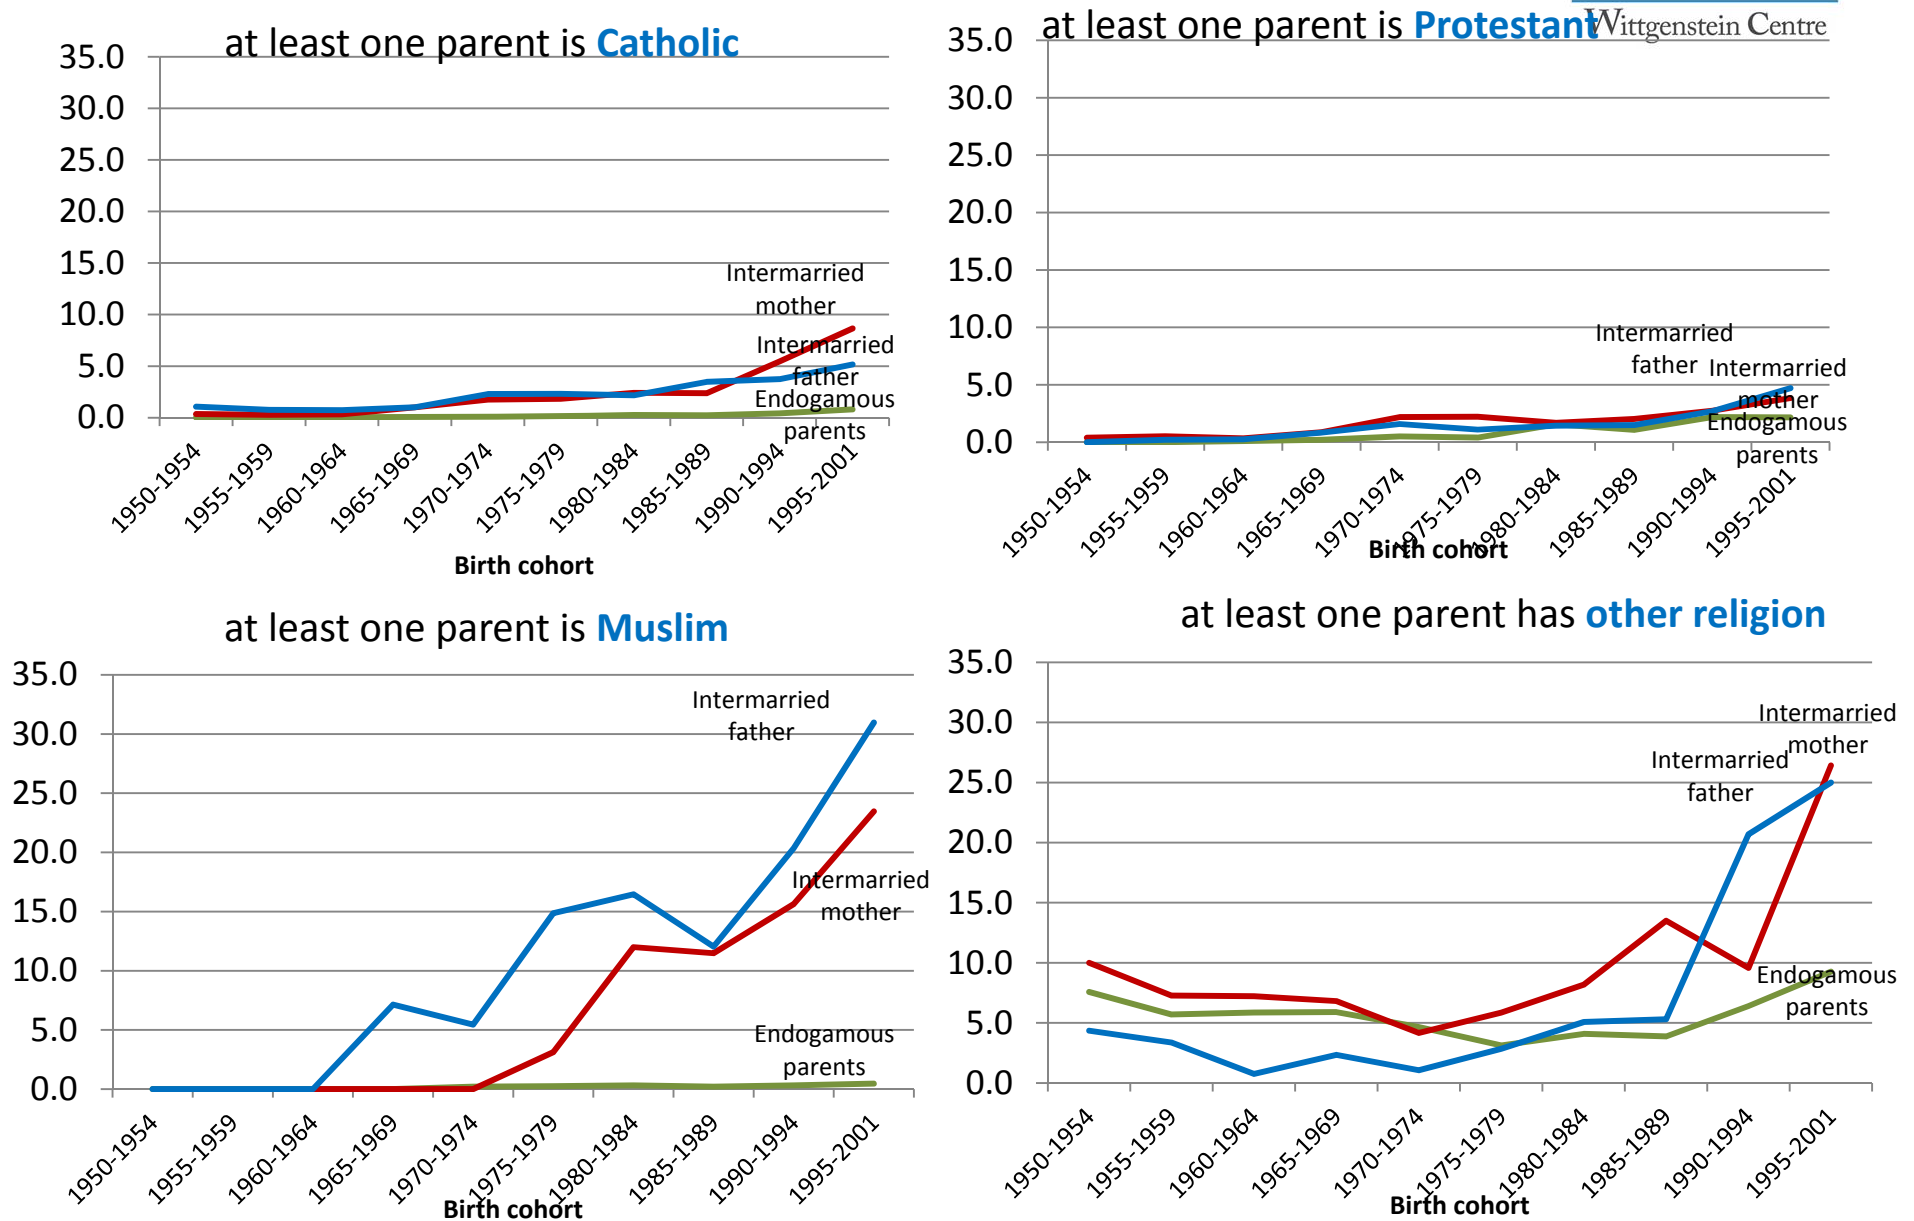 at least one parent is Catholic
35.0
30.0
25.0
20.0
15.0
10.0
5.0
0.0
Intermarried
mother
Intermarried
father
Endogamous
parents
1950-1954
1955-1959
1960-1964
1965-1969
1970-1974
1975-1979
1980-1984
1985-1989
1990-1994
1995-2001
Birth cohort
at least one parent is Protestant
Wittgenstein Centre
35.0
30.0
25.0
20.0
15.0
10.0
5.0
0.0
Intermarried
father
Intermarried
mother
Endogamous
parents
1950-1954
1955-1959
1960-1964
1965-1969
1970-1974
1975-1979
1980-1984
1985-1989
1990-1994
1995-2001
Birth cohort
at least one parent is Muslim
35.0
30.0
25.0
20.0
15.0
10.0
5.0
0.0
Intermarried
father
Intermarried
mother
Endogamous
parents
1950-1954
1955-1959
1960-1964
1965-1969
1970-1974
1975-1979
1980-1984
1985-1989
1990-1994
1995-2001
Birth cohort
at least one parent has other religion
35.0
30.0
25.0
20.0
15.0
10.0
5.0
0.0
Intermarried
mother
Intermarried
father
Endogamous
parents
1950-1954
1955-1959
1960-1964
1965-1969
1970-1974
1975-1979
1980-1984
1985-1989
1990-1994
1995-2001
Birth cohort